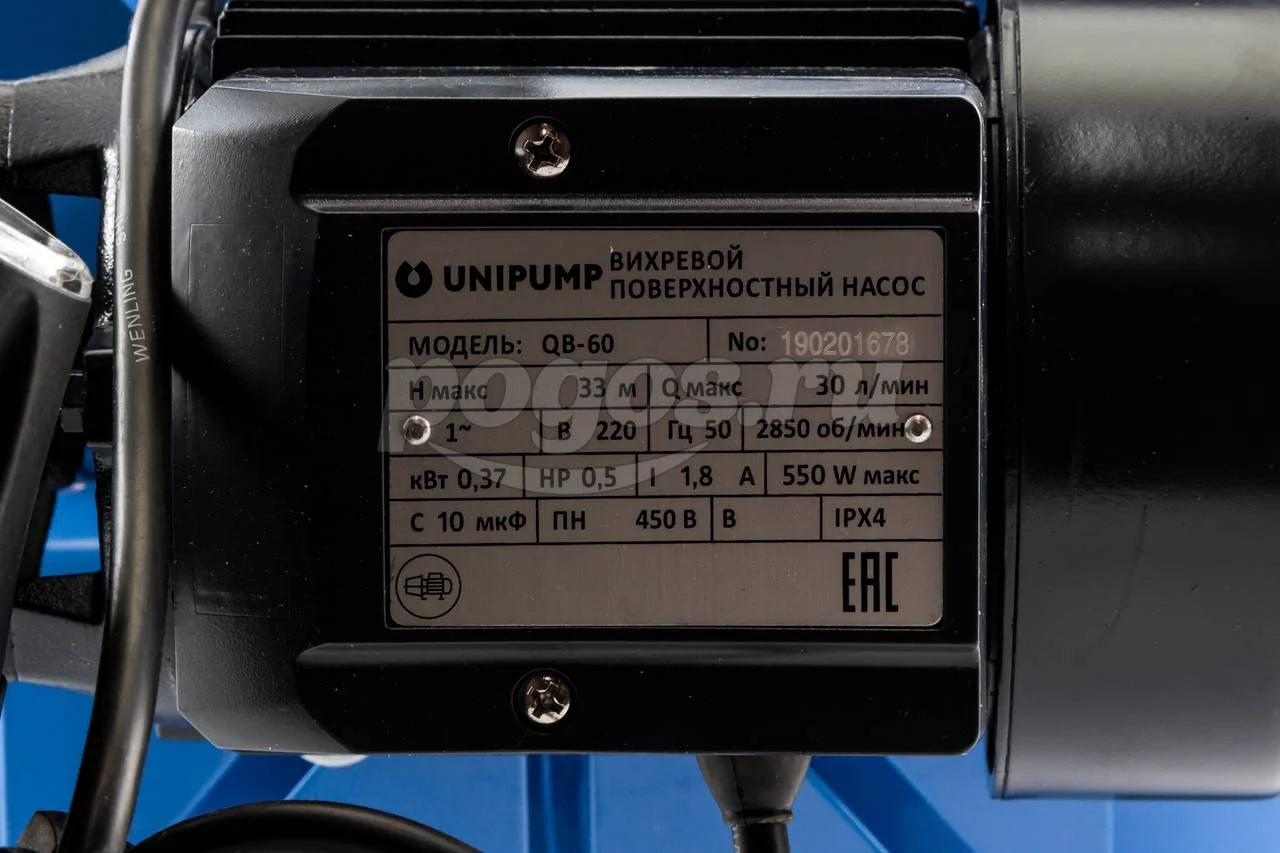 UNIPUMP ВИХРЕВОЙ
ПОВЕРХНОСТНЫЙ НАСОС
МОДЕЛЬ: QB-60 No: 190201678
H макс 33 м Q макс 30 л/мин
1~ В 220 Гц 50 2850 об/мин
кВт 0,37 HP 0,5 I 1,8 A 550 W макс
C 10 мкФ ПН 450 В B IPX4
EAC
WENLING
pogos.ru